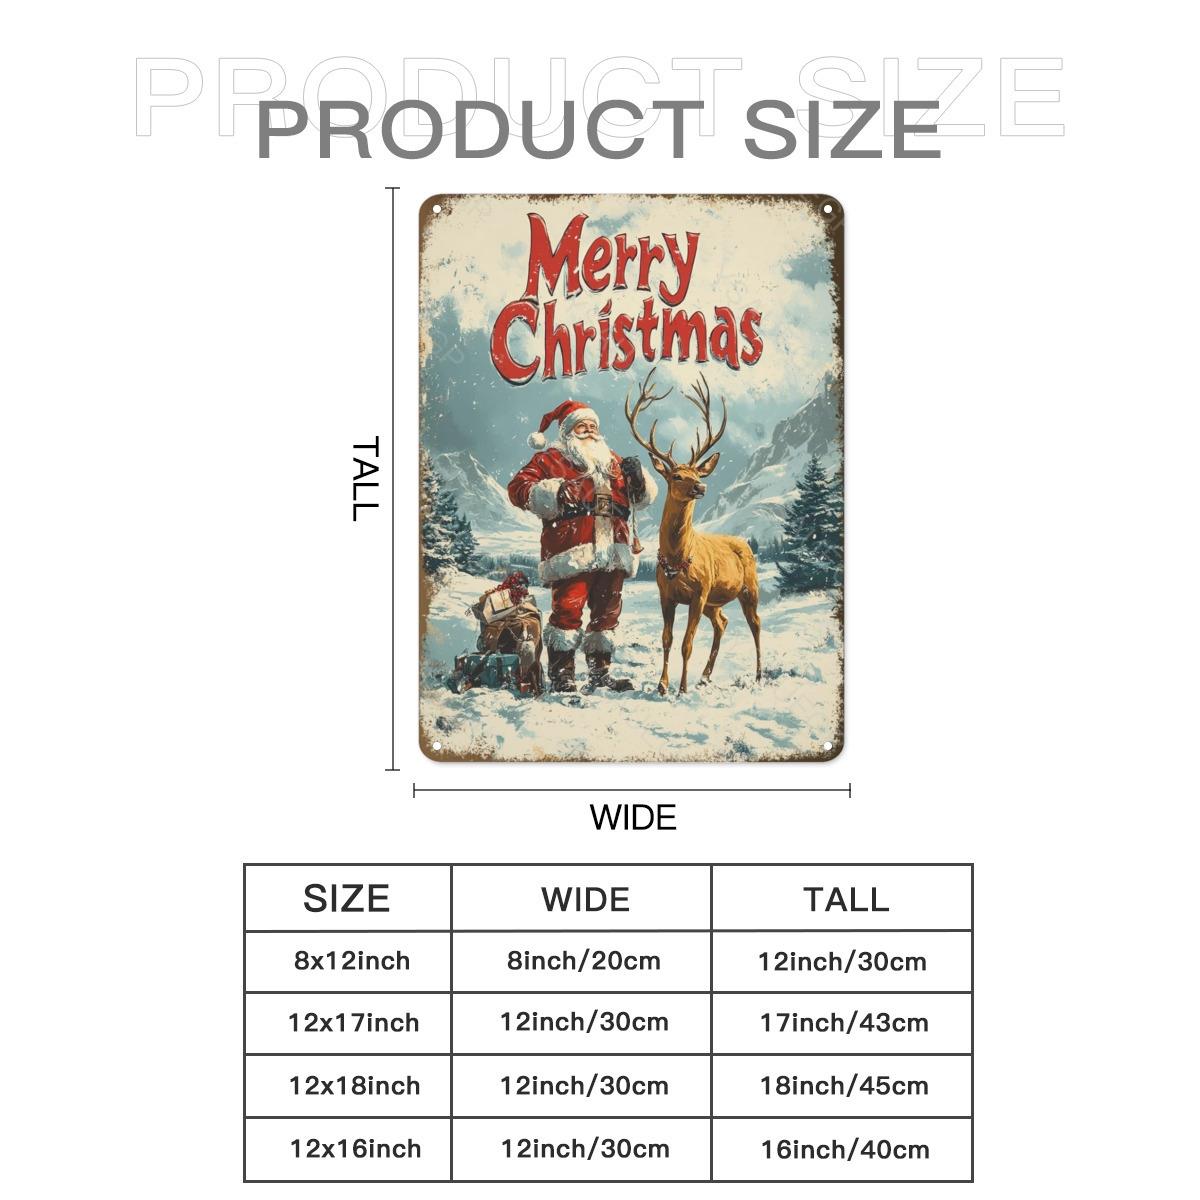 PRODUCT SIZE
PRODUCT SIZE
Merry
Christmas
TALL
WIDE
SIZE WIDE TALL
8x12inch 8inch/20cm 12inch/30cm
12x17inch 12inch/30cm 17inch/43cm
12x18inch 12inch/30cm 18inch/45cm
12x16inch 12inch/30cm 16inch/40cm